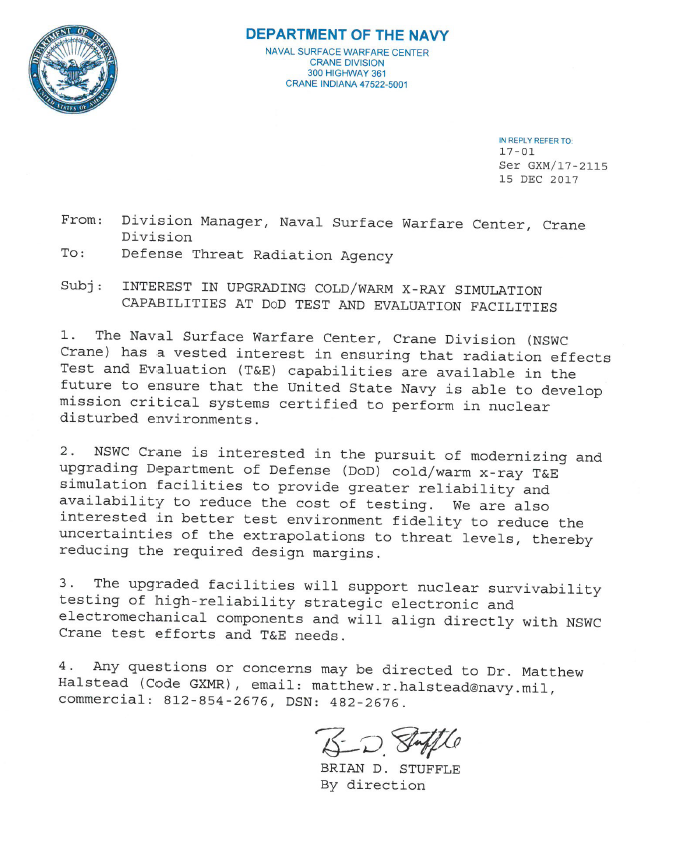 DEPARTMENT OF DEFENSE
UNITED STATES OF AMERICA
DEPARTMENT OF THE NAVY
NAVAL SURFACE WARFARE CENTER
CRANE DIVISION
300 HIGHWAY 361
CRANE INDIANA 47522-5001
IN REPLY REFER TO:
17-01
Ser GXM/17-2115
15 DEC 2017
From: Division Manager, Naval Surface Warfare Center, Crane
Division
To: Defense Threat Radiation Agency
Subj: INTEREST IN UPGRADING COLD/WARM X-RAY SIMULATION
CAPABILITIES AT DoD TEST AND EVALUATION FACILITIES
1. The Naval Surface Warfare Center, Crane Division (NSWC
Crane) has a vested interest in ensuring that radiation effects
Test and Evaluation (T&E) capabilities are available in the
future to ensure that the United State Navy is able to develop
mission critical systems certified to perform in nuclear
disturbed environments.
2. NSWC Crane is interested in the pursuit of modernizing and
upgrading Department of Defense (DoD) cold/warm x-ray T&E
simulation facilities to provide greater reliability and
availability to reduce the cost of testing. We are also
interested in better test environment fidelity to reduce the
uncertainties of the extrapolations to threat levels, thereby
reducing the required design margins.
3. The upgraded facilities will support nuclear survivability
testing of high-reliability strategic electronic and
electromechanical components and will align directly with NSWC
Crane test efforts and T&E needs.
4. Any questions or concerns may be directed to Dr. Matthew
Halstead (Code GXMR), email: matthew.r.halstead@navy.mil,
commercial: 812-854-2676, DSN: 482-2676.
B D. Stuffle
BRIAN D. STUFFLE
By direction